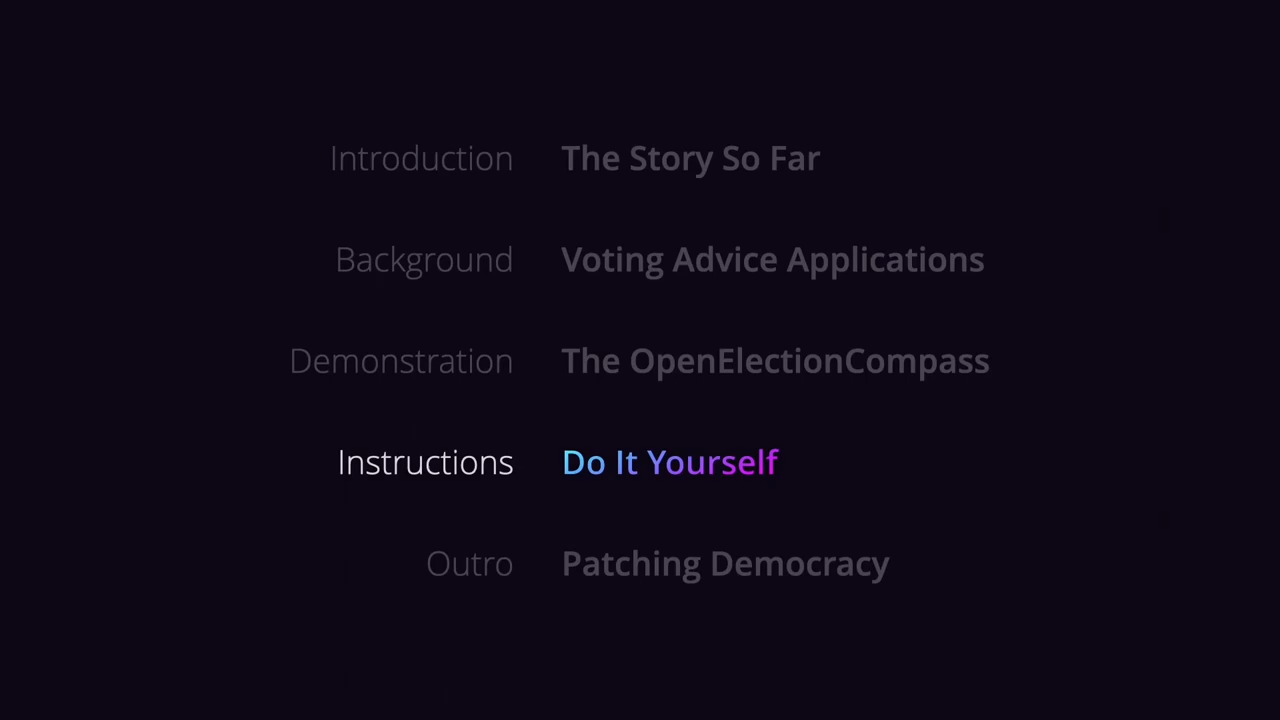 Introduction The Story So Far
Background Voting Advice Applications
Demonstration The OpenElectionCompass
Instructions Do It Yourself
Outro Patching Democracy